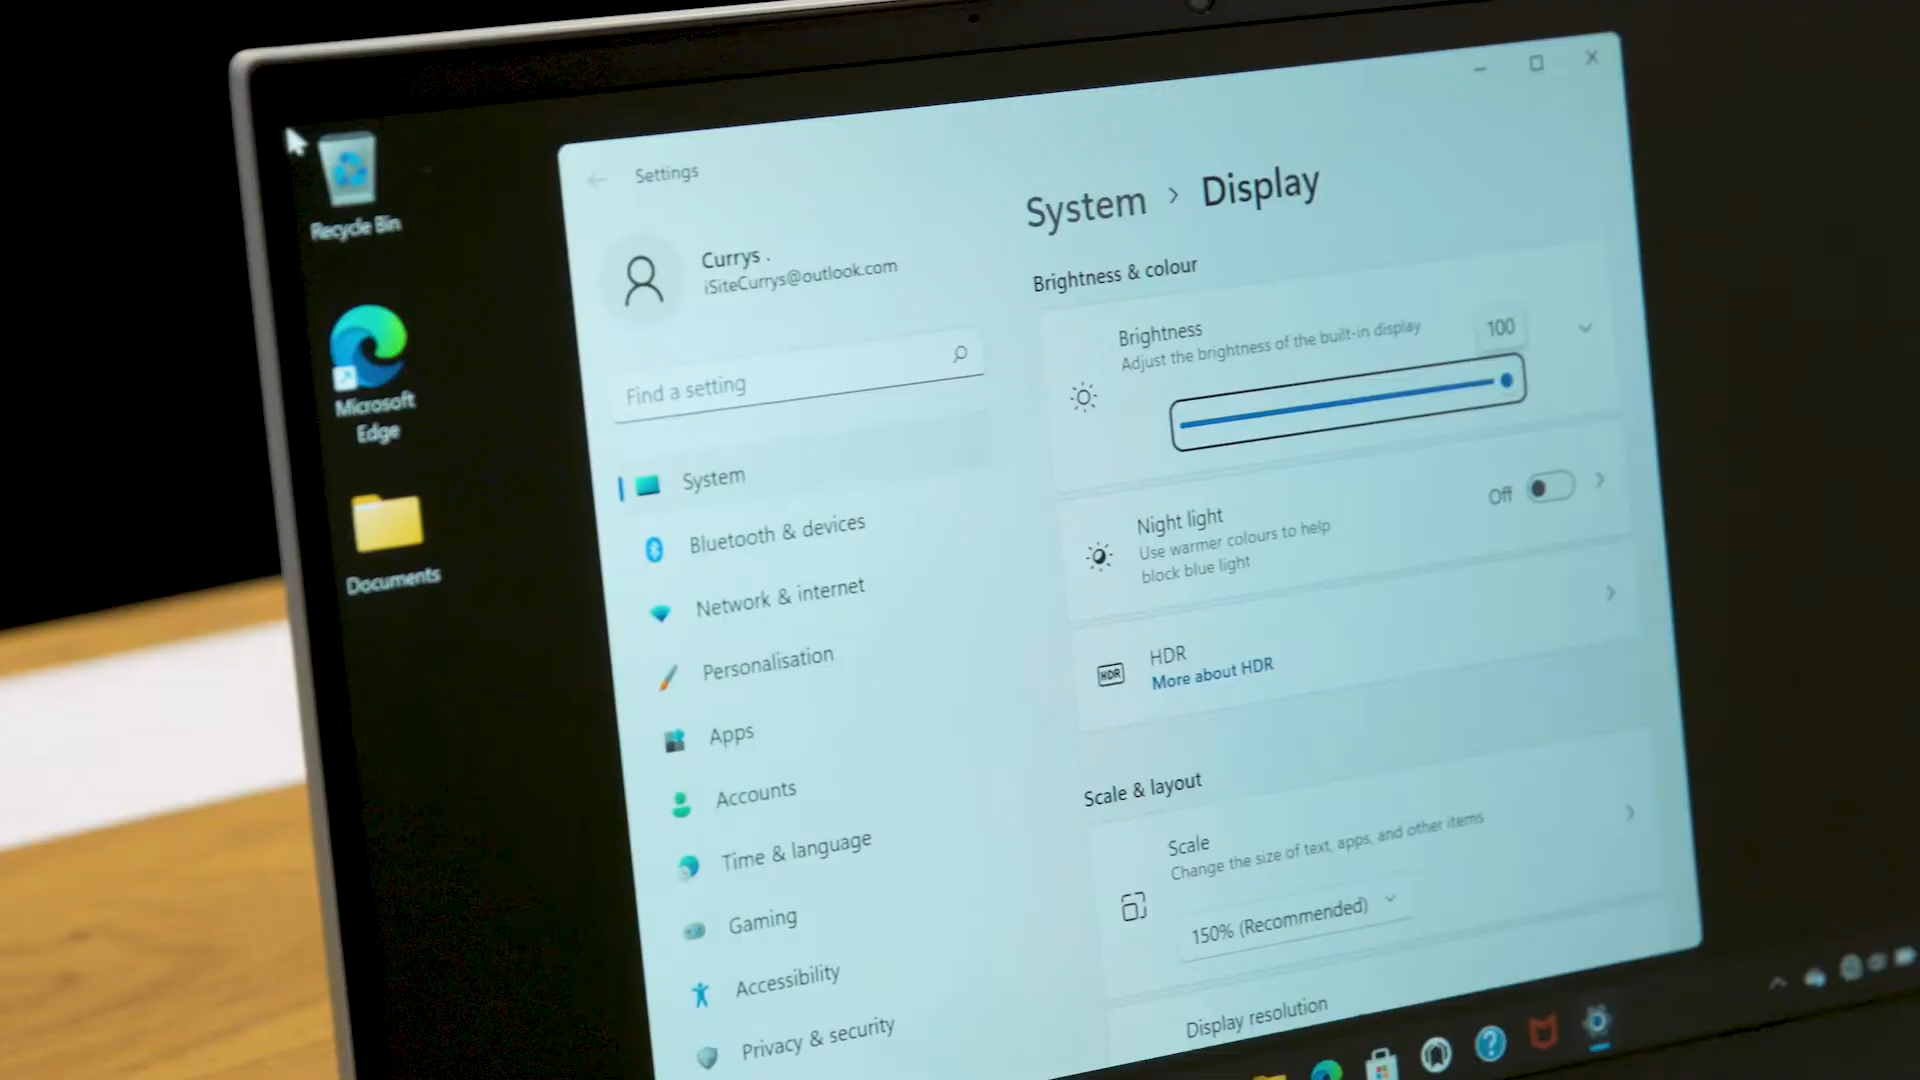 Recycle Bin
Microsoft
Edge
Documents
Settings
Currys .
iSiteCurrys@outlook.com
Find a setting
System
Bluetooth & devices
Network & internet
Personalisation
Apps
Accounts
Time & language
Gaming
Accessibility
Privacy & security
System › Display
Brightness & colour
Brightness
Adjust the brightness of the built-in display
100
Night light
Use warmer colours to help
block blue light
Off
HDR
HDR
More about HDR
Scale & layout
Scale
Change the size of text, apps, and other items
150% (Recommended)
Display resolution